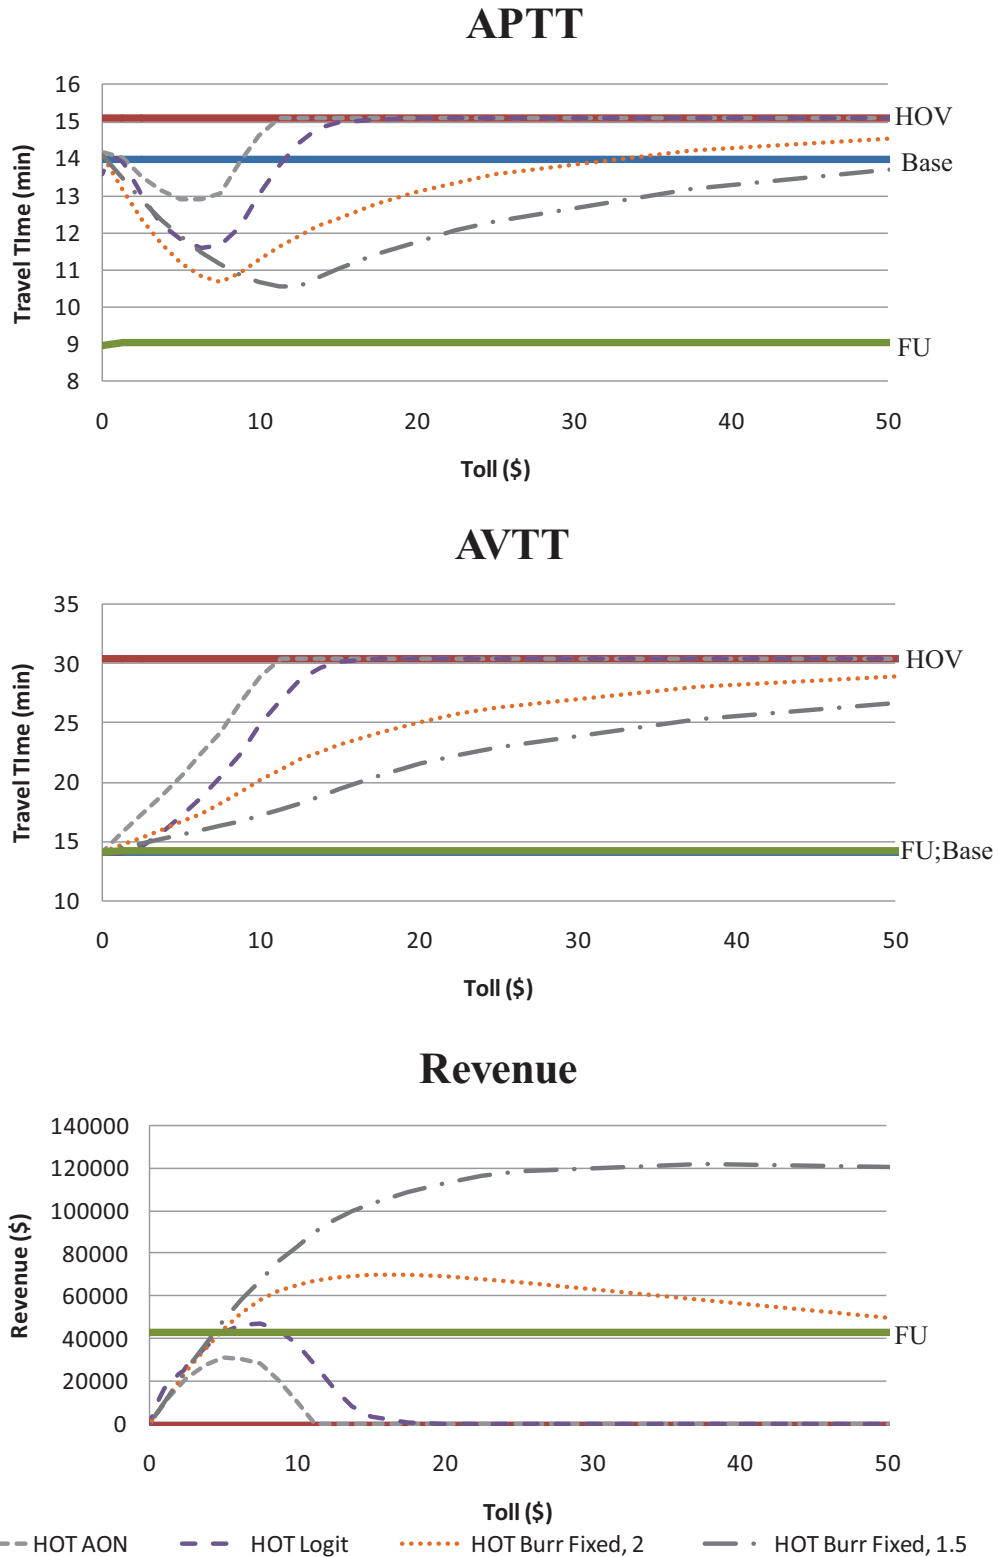 APTT
16
15
14
13
12
11
10
9
8
Travel TIme (min)
HOV
Base
FU
0 10 20 30 40 50
Toll ($)
AVTT
35
30
25
20
15
10
Travel TIme (min)
HOV
FU;Base
0 10 20 30 40 50
Toll ($)
Revenue
140000
120000
100000
80000
60000
40000
20000
0
Revenue ($)
FU
0 10 20 30 40 50
Toll ($)
HOT AON HOT Logit HOT Burr Fixed, 2 HOT Burr Fixed, 1.5